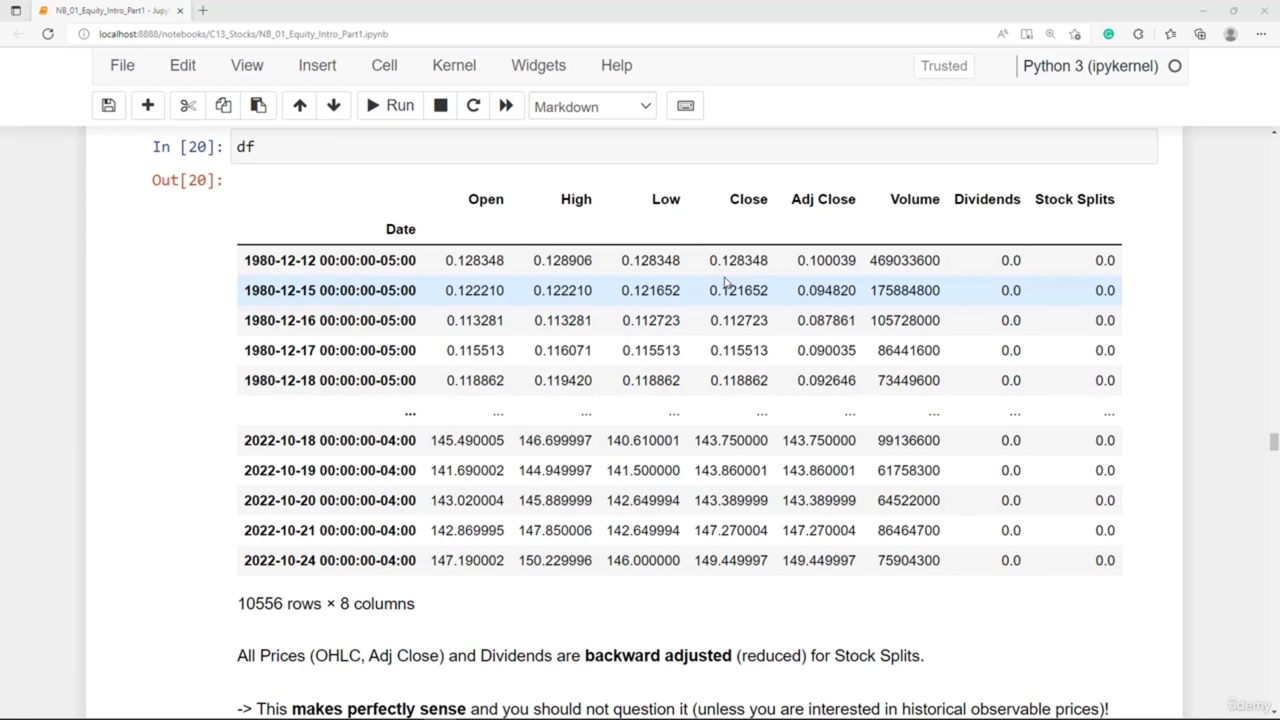 NB_01_Equity_Intro_Part1 - Jupy
localhost:8888/notebooks/C13_Stocks/NB_01_Equity_Intro_Part1.ipynb
File Edit View Insert Cell Kernel Widgets Help Trusted Python 3 (ipykernel)
Run Markdown
In [20]: df
Out[20]:
Open High Low Close Adj Close Volume Dividends Stock Splits
Date
1980-12-12 00:00:00-05:00 0.128348 0.128906 0.128348 0.128348 0.100039 469033600 0.0 0.0
1980-12-15 00:00:00-05:00 0.122210 0.122210 0.121652 0.121652 0.094820 175884800 0.0 0.0
1980-12-16 00:00:00-05:00 0.113281 0.113281 0.112723 0.112723 0.087861 105728000 0.0 0.0
1980-12-17 00:00:00-05:00 0.115513 0.116071 0.115513 0.115513 0.090035 86441600 0.0 0.0
1980-12-18 00:00:00-05:00 0.118862 0.119420 0.118862 0.118862 0.092646 73449600 0.0 0.0
... ... ... ... ... ... ... ... ...
2022-10-18 00:00:00-04:00 145.490005 146.699997 140.610001 143.750000 143.750000 99136600 0.0 0.0
2022-10-19 00:00:00-04:00 141.690002 144.949997 141.500000 143.860001 143.860001 61758300 0.0 0.0
2022-10-20 00:00:00-04:00 143.020004 145.889999 142.649994 143.389999 143.389999 64522000 0.0 0.0
2022-10-21 00:00:00-04:00 142.869995 147.850006 142.649994 147.270004 147.270004 86464700 0.0 0.0
2022-10-24 00:00:00-04:00 147.190002 150.229996 146.000000 149.449997 149.449997 75904300 0.0 0.0
10556 rows × 8 columns
All Prices (OHLC, Adj Close) and Dividends are backward adjusted (reduced) for Stock Splits.
-> This makes perfectly sense and you should not question it (unless you are interested in historical observable prices)!
ûdemy